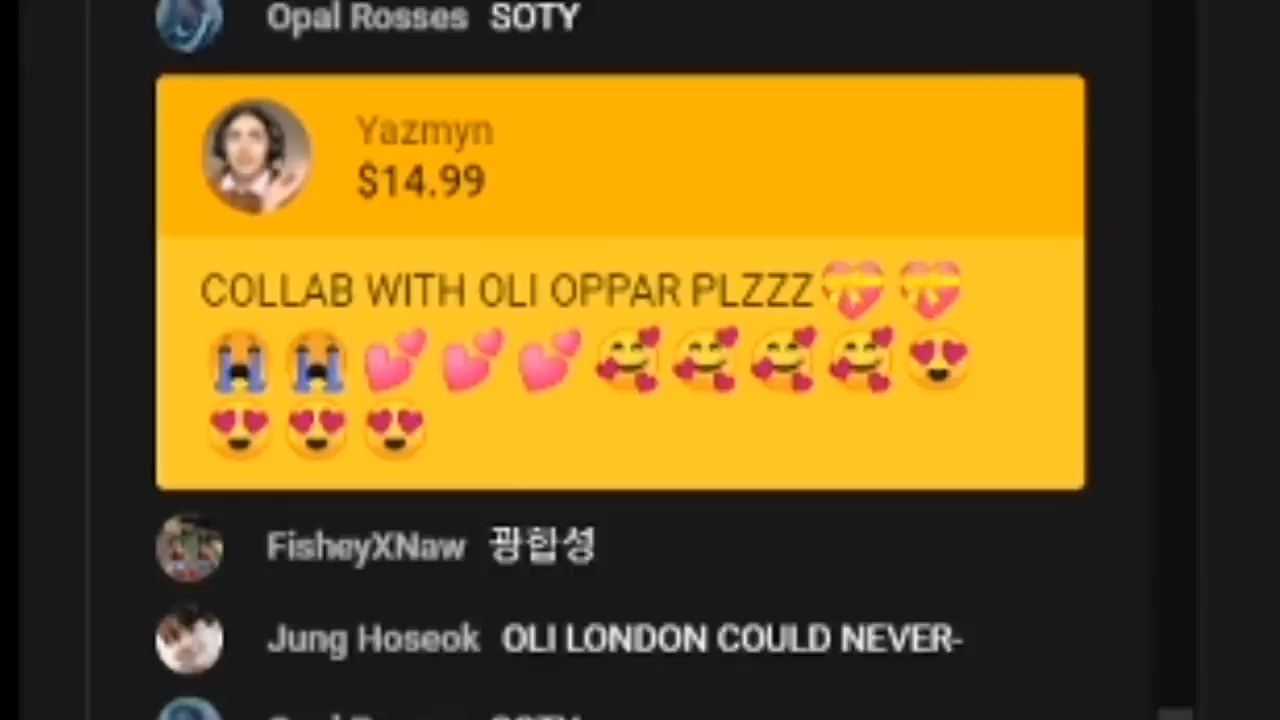 Opal Rosses SOTY
Yazmyn
$14.99
COLLAB WITH OLI OPPAR PLZZZ💝💝
😭😭💕💕💕🥰🥰🥰🥰😍
😍😍😍
FisheyXNaw 광합성
Jung Hoseok OLI LONDON COULD NEVER-